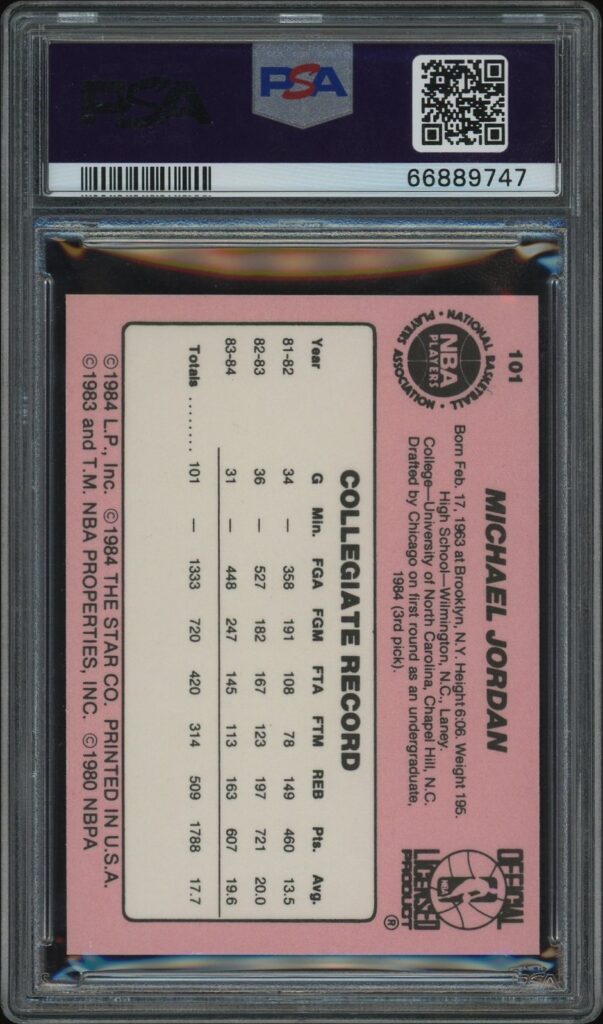 PSA
PSA
66889747
101
NATIONAL BASKETBALL
PLAYERS ASSOCIATION
NBA
PLAYERS
MICHAEL JORDAN
Born Feb. 17, 1963 at Brooklyn, N.Y. Height 6:06. Weight 195.
High School—Wilmington, N.C., Laney.
College—University of North Carolina, Chapel Hill, N.C.
Drafted by Chicago on first round as an undergraduate,
1984 (3rd pick).
OFFICIAL
NBA
LICENSED
PRODUCT ®
COLLEGIATE RECORD
Year G Min. FGA FGM FTA FTM REB Pts. Avg.
81-82 34 — 358 191 108 78 149 460 13.5
82-83 36 — 527 182 167 123 197 721 20.0
83-84 31 — 448 247 145 113 163 607 19.6
Totals ......... 101 — 1333 720 420 314 509 1788 17.7
©1984 L.P., Inc. ©1984 THE STAR CO. PRINTED IN U.S.A.
©1983 and T.M. NBA PROPERTIES, INC. ©1980 NBPA